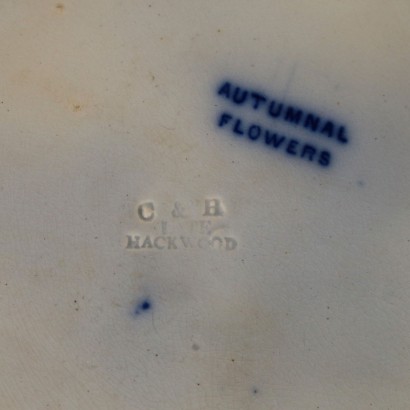 AUTUMNAL
FLOWERS
C & H
HACKWOOD